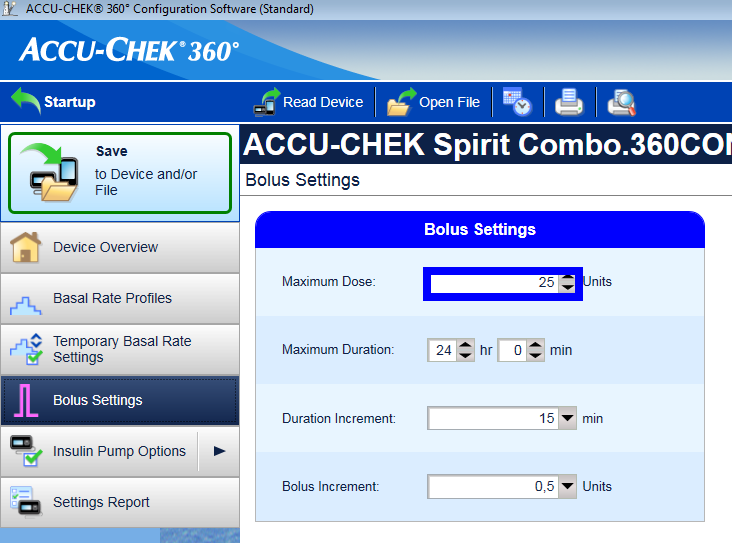 ACCU-CHEK® 360° Configuration Software (Standard)
ACCU-CHEK® 360°
Startup
Read Device
Open File
Save
to Device and/or
File
ACCU-CHEK Spirit Combo.360CON
Bolus Settings
Device Overview
Basal Rate Profiles
Temporary Basal Rate
Settings
Bolus Settings
Insulin Pump Options
Settings Report
Bolus Settings
Maximum Dose: 25 Units
Maximum Duration: 24 hr 0 min
Duration Increment: 15 min
Bolus Increment: 0,5 Units